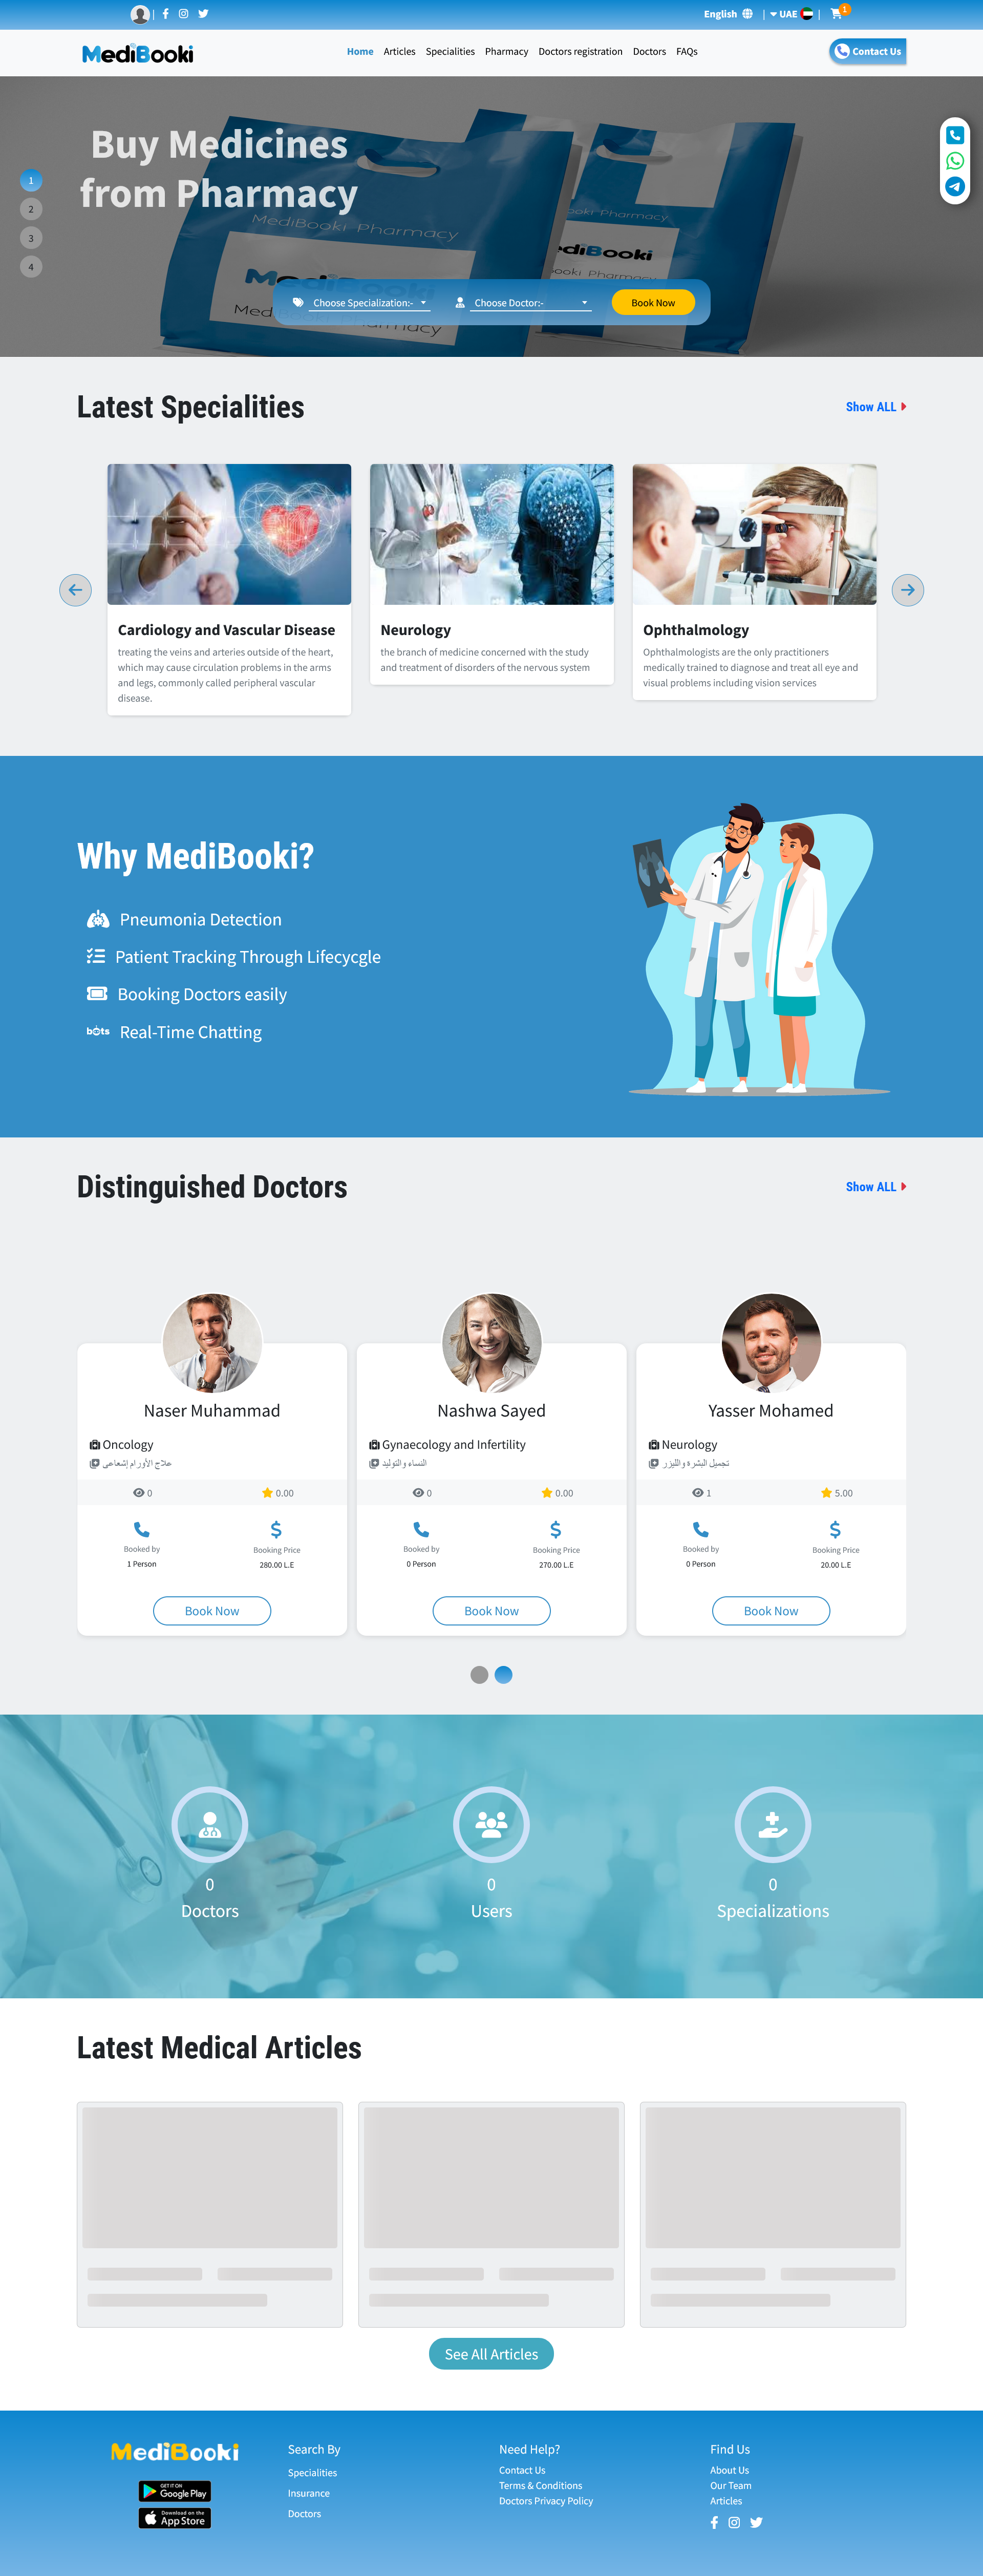 English | UAE | 1
MediBooki
Home Articles Specialities Pharmacy Doctors registration Doctors FAQs
Contact Us
Buy Medicines
from Pharmacy
1
2
3
4
MediBooki Pharmacy
Choose Specialization:- Choose Doctor:- Book Now
Latest Specialities
Show ALL
Cardiology and Vascular Disease
treating the veins and arteries outside of the heart,
which may cause circulation problems in the arms
and legs, commonly called peripheral vascular
disease.
Neurology
the branch of medicine concerned with the study
and treatment of disorders of the nervous system
Ophthalmology
Ophthalmologists are the only practitioners
medically trained to diagnose and treat all eye and
visual problems including vision services
Why MediBooki?
Pneumonia Detection
Patient Tracking Through Lifecycgle
Booking Doctors easily
bots Real-Time Chatting
Distinguished Doctors
Show ALL
Naser Muhammad
Oncology
علاج الأورام إشعاعى
0 0.00
Booked by Booking Price
1 Person 280.00 L.E
Book Now
Nashwa Sayed
Gynaecology and Infertility
النساء والتوليد
0 0.00
Booked by Booking Price
0 Person 270.00 L.E
Book Now
Yasser Mohamed
Neurology
تجميل البشره والليزر
1 5.00
Booked by Booking Price
0 Person 20.00 L.E
Book Now
0
Doctors
0
Users
0
Specializations
Latest Medical Articles
See All Articles
MediBooki
GET IT ON
Google Play
Download on the
App Store
Search By
Specialities
Insurance
Doctors
Need Help?
Contact Us
Terms & Conditions
Doctors Privacy Policy
Find Us
About Us
Our Team
Articles